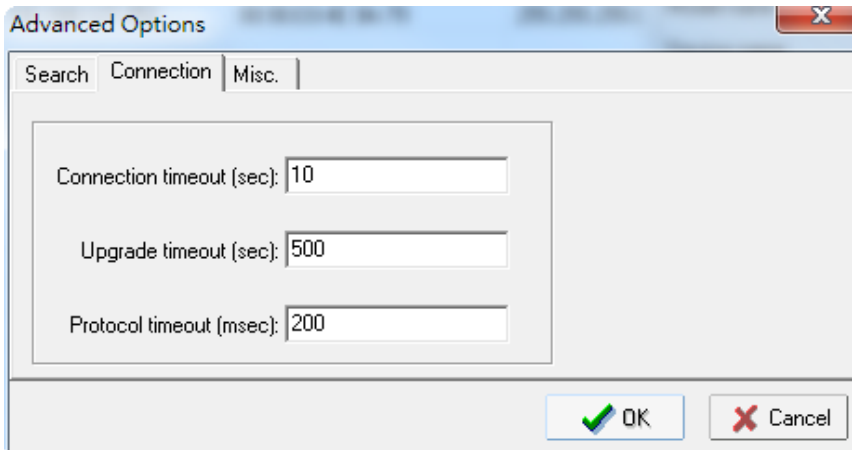 Advanced Options
Search Connection Misc.
Connection timeout (sec): 10
Upgrade timeout (sec): 500
Protocol timeout (msec): 200
OK Cancel